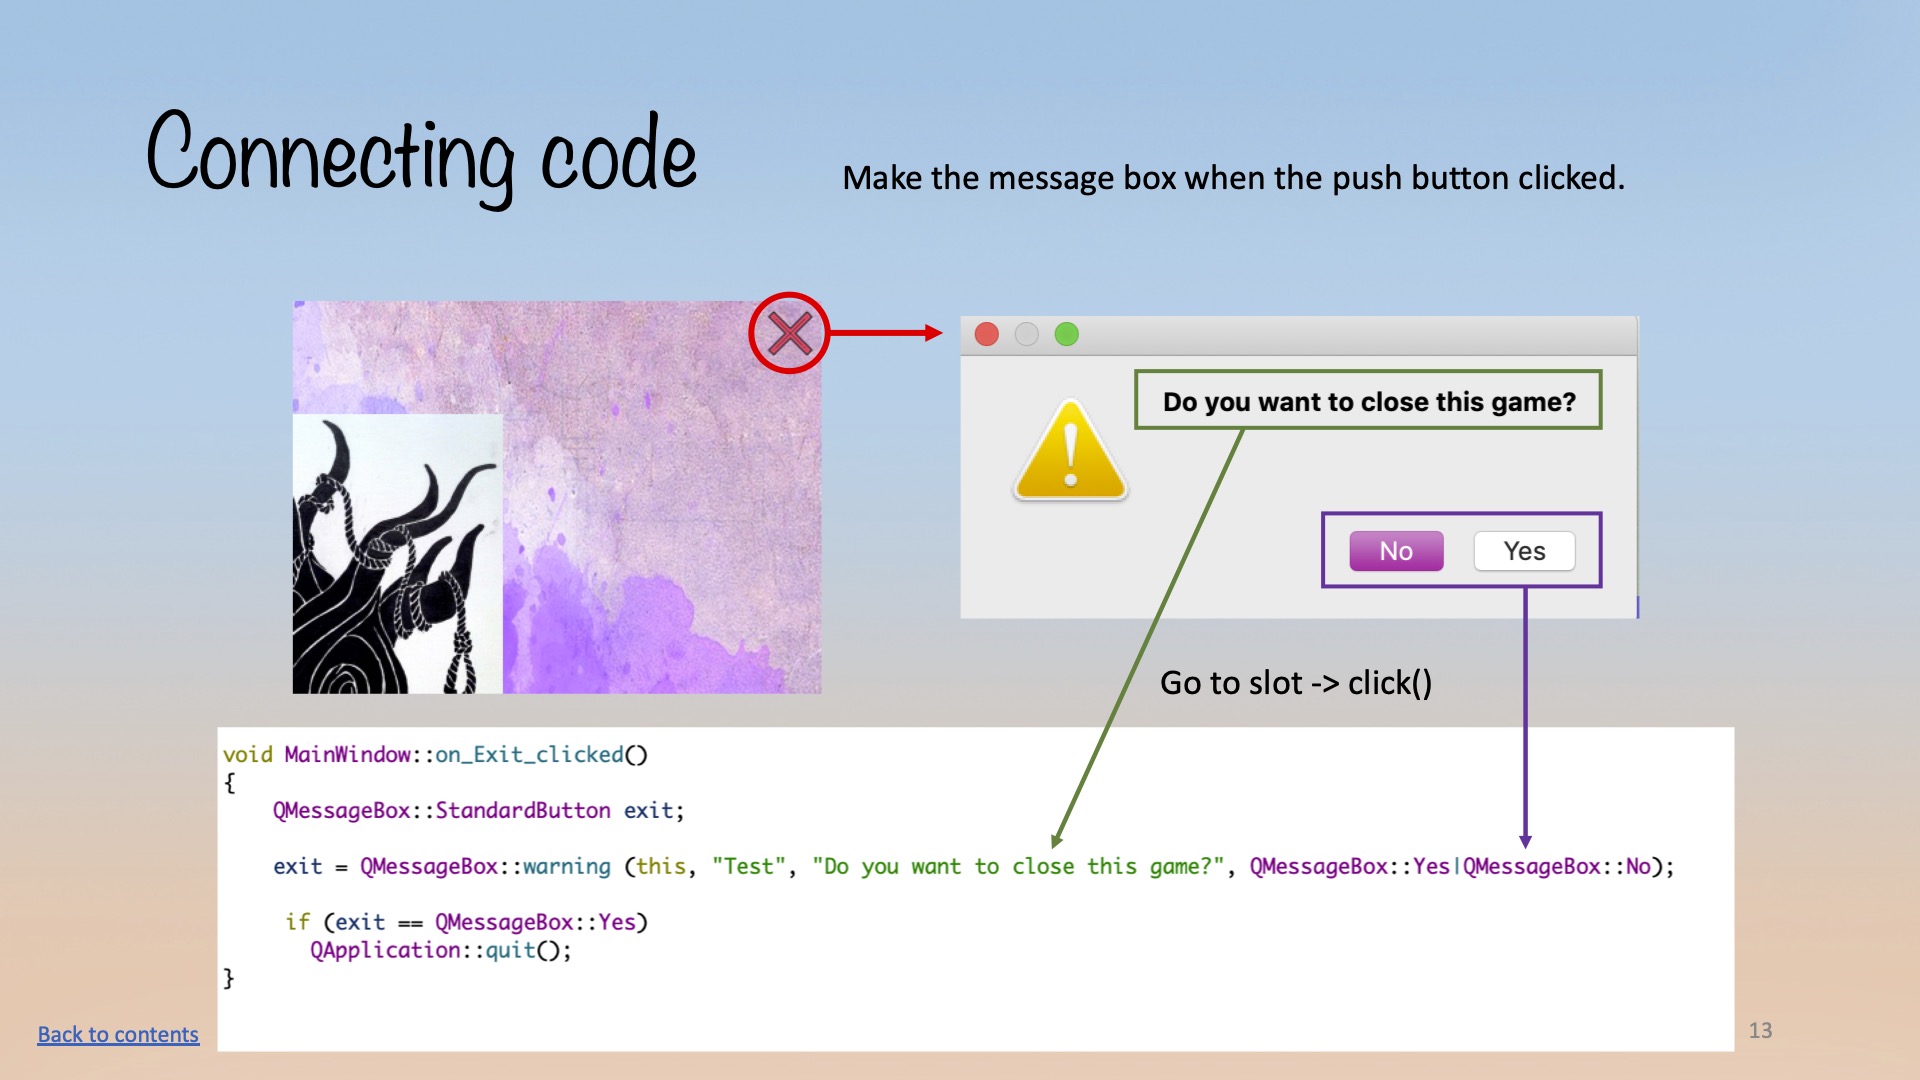 Connecting code
Make the message box when the push button clicked.
Do you want to close this game?
No
Yes
Go to slot -> click()
void MainWindow::on_Exit_clicked()
{
QMessageBox::StandardButton exit;
exit = QMessageBox::warning (this, "Test", "Do you want to close this game?", QMessageBox::Yes|QMessageBox::No);
if (exit == QMessageBox::Yes)
QApplication::quit();
}
Back to contents
13